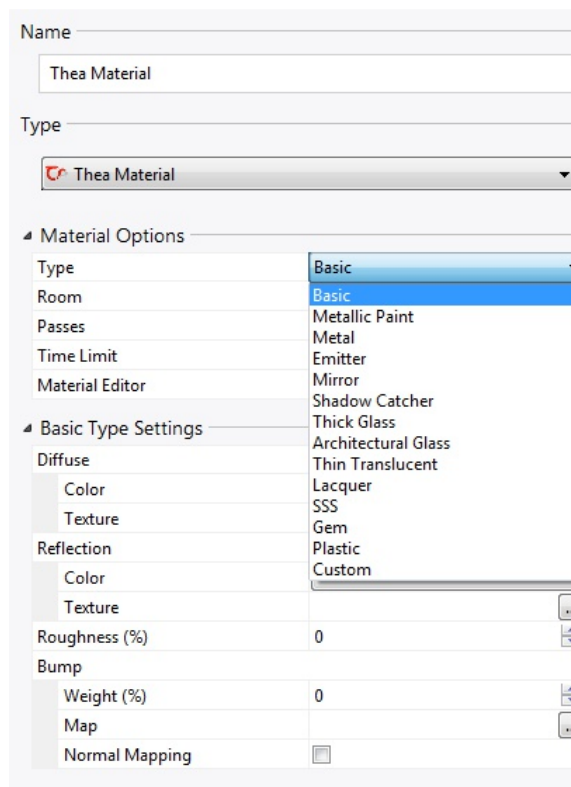 Name
Thea Material
Type
Thea Material
Material Options
Type Basic
Room Basic
Metallic Paint
Passes Metal
Time Limit Emitter
Material Editor Mirror
Shadow Catcher
Basic Type Settings Thick Glass
Architectural Glass
Diffuse Thin Translucent
Color Lacquer
Texture SSS
Gem
Reflection Plastic
Color Custom
Texture ..
Roughness (%) 0
Bump
Weight (%) 0
Map ..
Normal Mapping